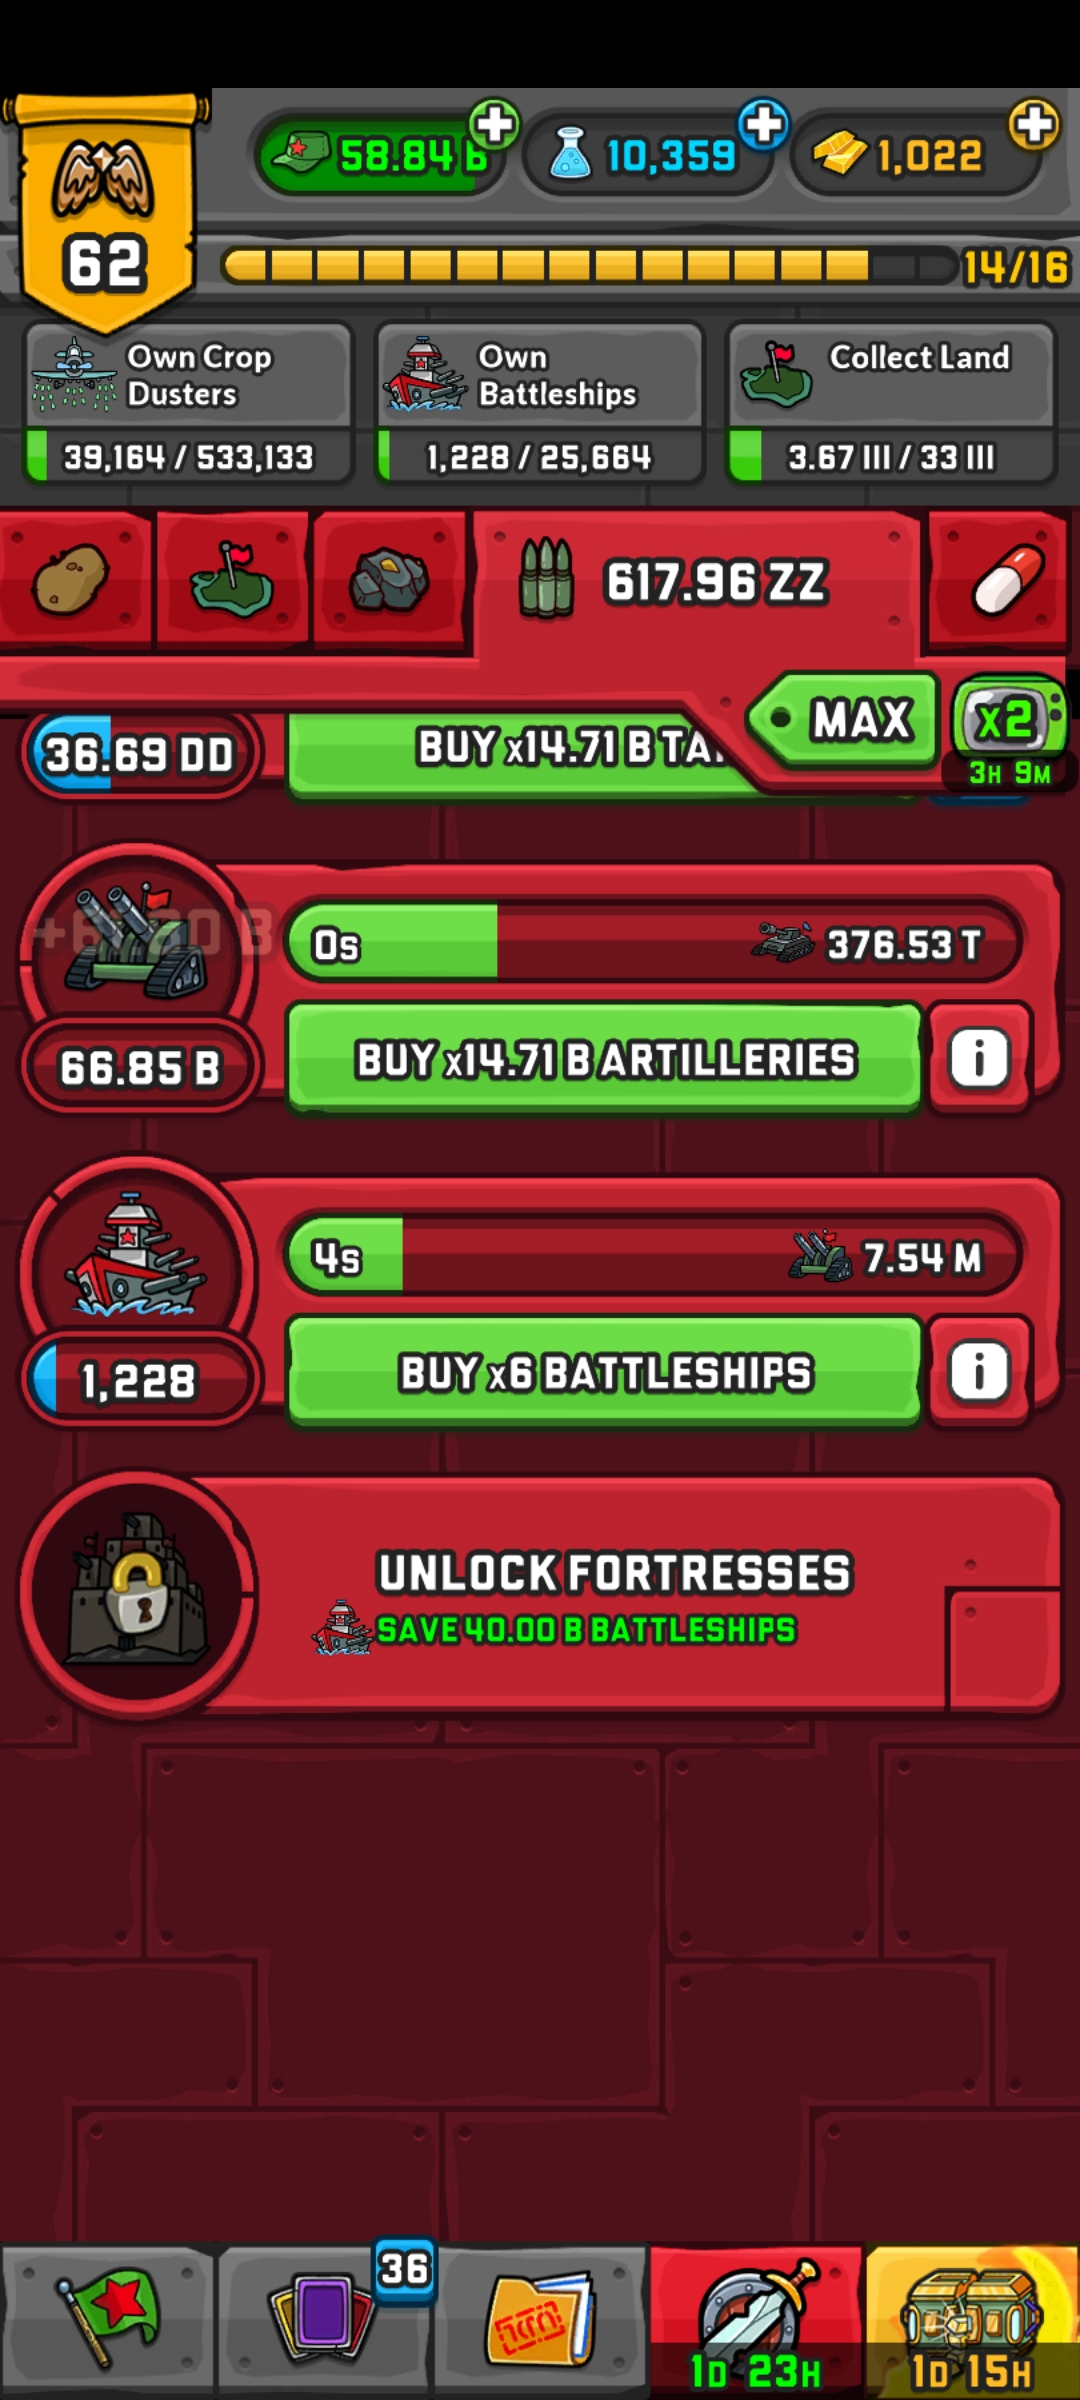 58.84 B
10,359
1,022
62
14/16
Own Crop
Dusters
39,164 / 533,133
Own
Battleships
1,228 / 25,664
Collect Land
3.67 III / 33 III
617.96 ZZ
MAX
x2
3H 9M
36.69 DD
BUY x14.71 B TA
0s
376.53 T
66.85 B
BUY x14.71 B ARTILLERIES
i
4s
7.54 M
1,228
BUY x6 BATTLESHIPS
i
UNLOCK FORTRESSES
SAVE 40.00 B BATTLESHIPS
36
1D 23H
1D 15H